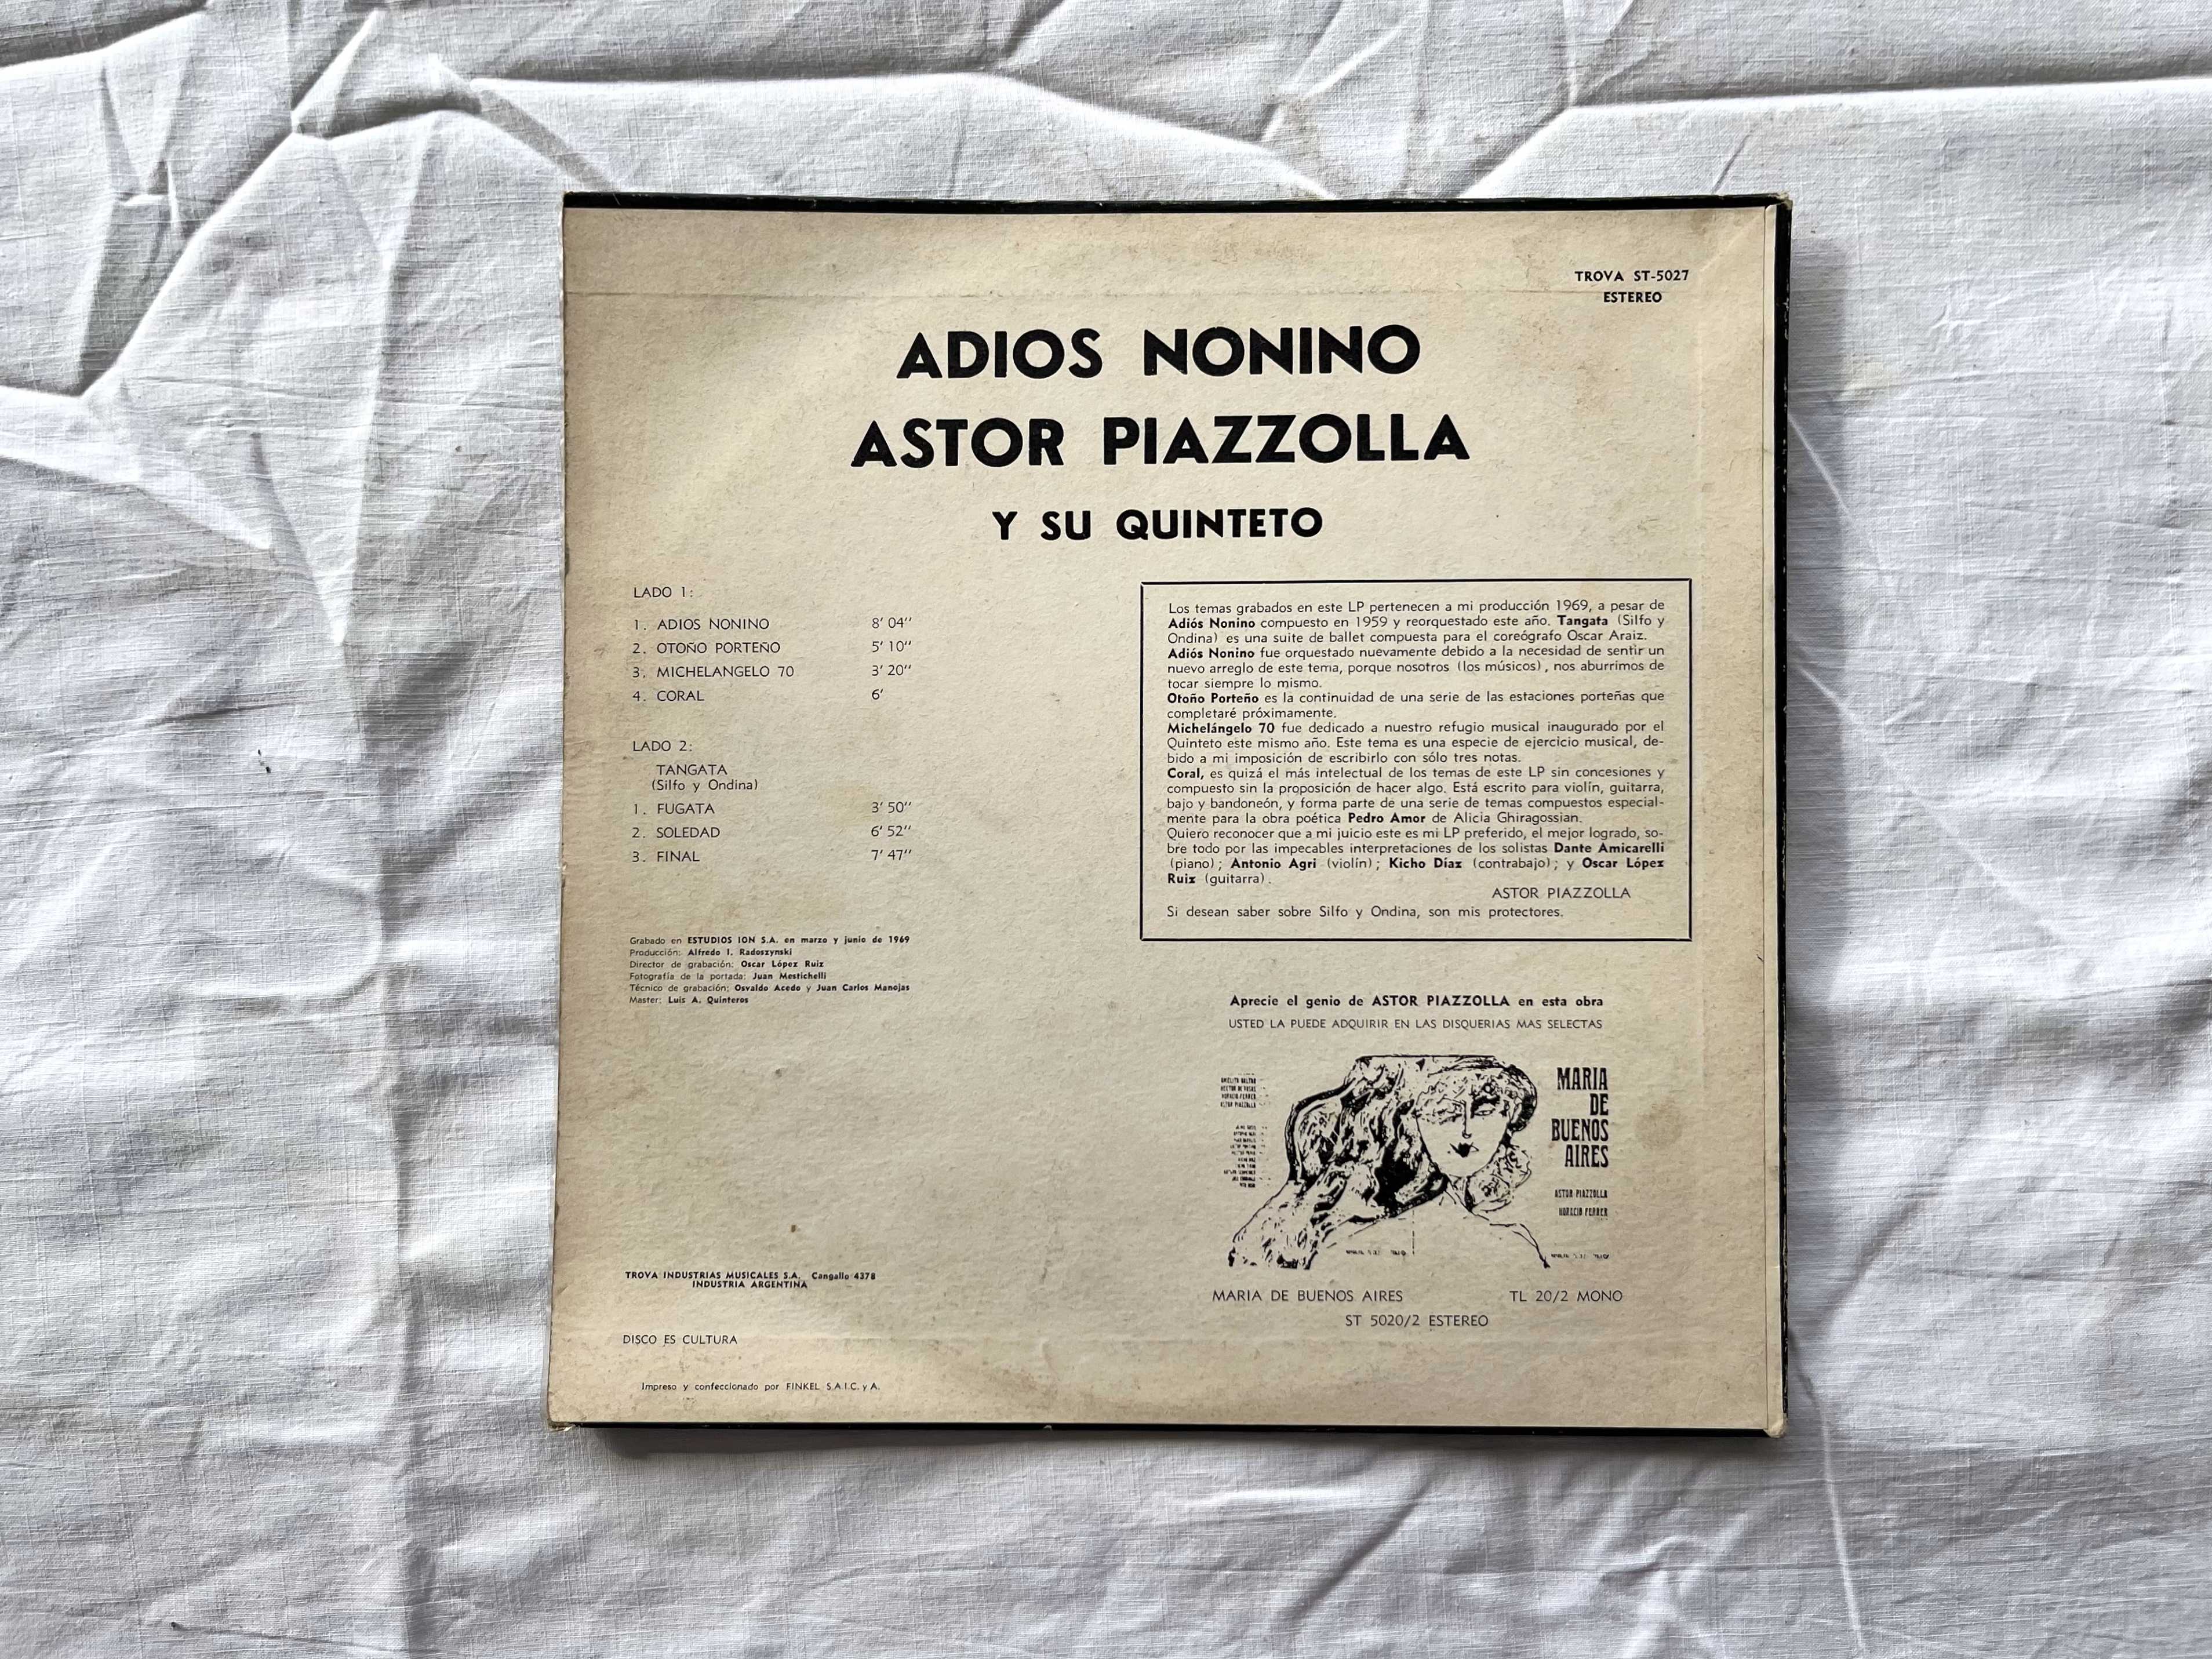 TROVA ST-5027
ESTEREO
ADIOS NONINO
ASTOR PIAZZOLLA
Y SU QUINTETO
LADO 1:
1. ADIOS NONINO 8' 04''
2. OTOÑO PORTEÑO 5' 10''
3. MICHELANGELO 70 3' 20''
4. CORAL 6'
LADO 2:
TANGATA
(Silfo y Ondina)
1. FUGATA 3' 50''
2. SOLEDAD 6' 52''
3. FINAL 7' 47''
Grabado en ESTUDIOS ION S.A. en marzo y junio de 1969
Producción: Alfredo I. Radoszynski
Director de grabación: Oscar López Ruiz
Fotografía de la portada: Juan Mestichelli
Técnico de grabación: Osvaldo Acedo y Juan Carlos Manojas
Master: Luis A. Quinteros
TROVA INDUSTRIAS MUSICALES S.A. Cangallo 4378
INDUSTRIA ARGENTINA
DISCO ES CULTURA
Impreso y confeccionado por FINKEL S.A.I.C. y A.
Los temas grabados en este LP pertenecen a mi producción 1969, a pesar de
Adiós Nonino compuesto en 1959 y reorquestado este año. Tangata (Silfo y
Ondina) es una suite de ballet compuesta para el coreógrafo Oscar Araiz.
Adiós Nonino fue orquestado nuevamente debido a la necesidad de sentir un
nuevo arreglo de este tema, porque nosotros (los músicos), nos aburrimos de
tocar siempre lo mismo.
Otoño Porteño es la continuidad de una serie de las estaciones porteñas que
completaré próximamente.
Michelángelo 70 fue dedicado a nuestro refugio musical inaugurado por el
Quinteto este mismo año. Este tema es una especie de ejercicio musical, de-
bido a mi imposición de escribirlo con sólo tres notas.
Coral, es quizá el más intelectual de los temas de este LP sin concesiones y
compuesto sin la proposición de hacer algo. Está escrito para violín, guitarra,
bajo y bandoneón, y forma parte de una serie de temas compuestos especial-
mente para la obra poética Pedro Amor de Alicia Ghiragossian.
Quiero reconocer que a mi juicio este es mi LP preferido, el mejor logrado, so-
bre todo por las impecables interpretaciones de los solistas Dante Amicarelli
(piano); Antonio Agri (violín); Kicho Díaz (contrabajo); y Oscar López
Ruiz (guitarra).
ASTOR PIAZZOLLA
Si desean saber sobre Silfo y Ondina, son mis protectores.
Aprecie el genio de ASTOR PIAZZOLLA en esta obra
USTED LA PUEDE ADQUIRIR EN LAS DISQUERIAS MAS SELECTAS
AMELITA BALTAR
HECTOR DE ROSAS
HORACIO FERRER
ASTOR PIAZZOLLA
MARIA
DE
BUENOS
AIRES
ASTOR PIAZZOLLA
HORACIO FERRER
MARIA DE BUENOS AIRES TL 20/2 MONO
ST 5020/2 ESTEREO